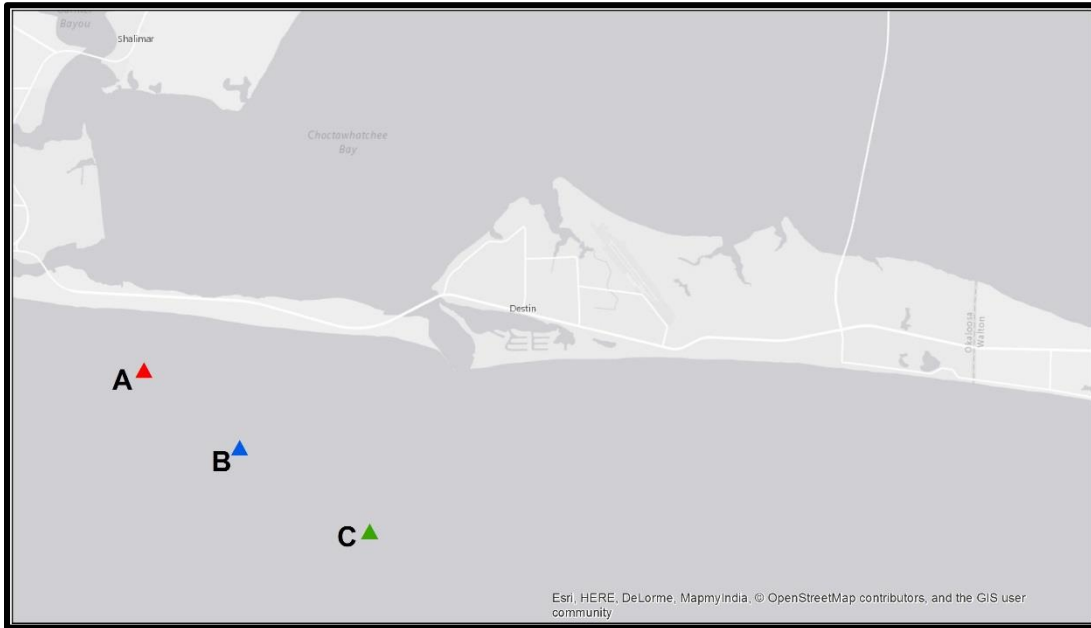 Bayou
Shalimar
Choctawhatchee
Bay
Destin
Okaloosa
Walton
A
B
C
Esri, HERE, DeLorme, MapmyIndia, © OpenStreetMap contributors, and the GIS user
community